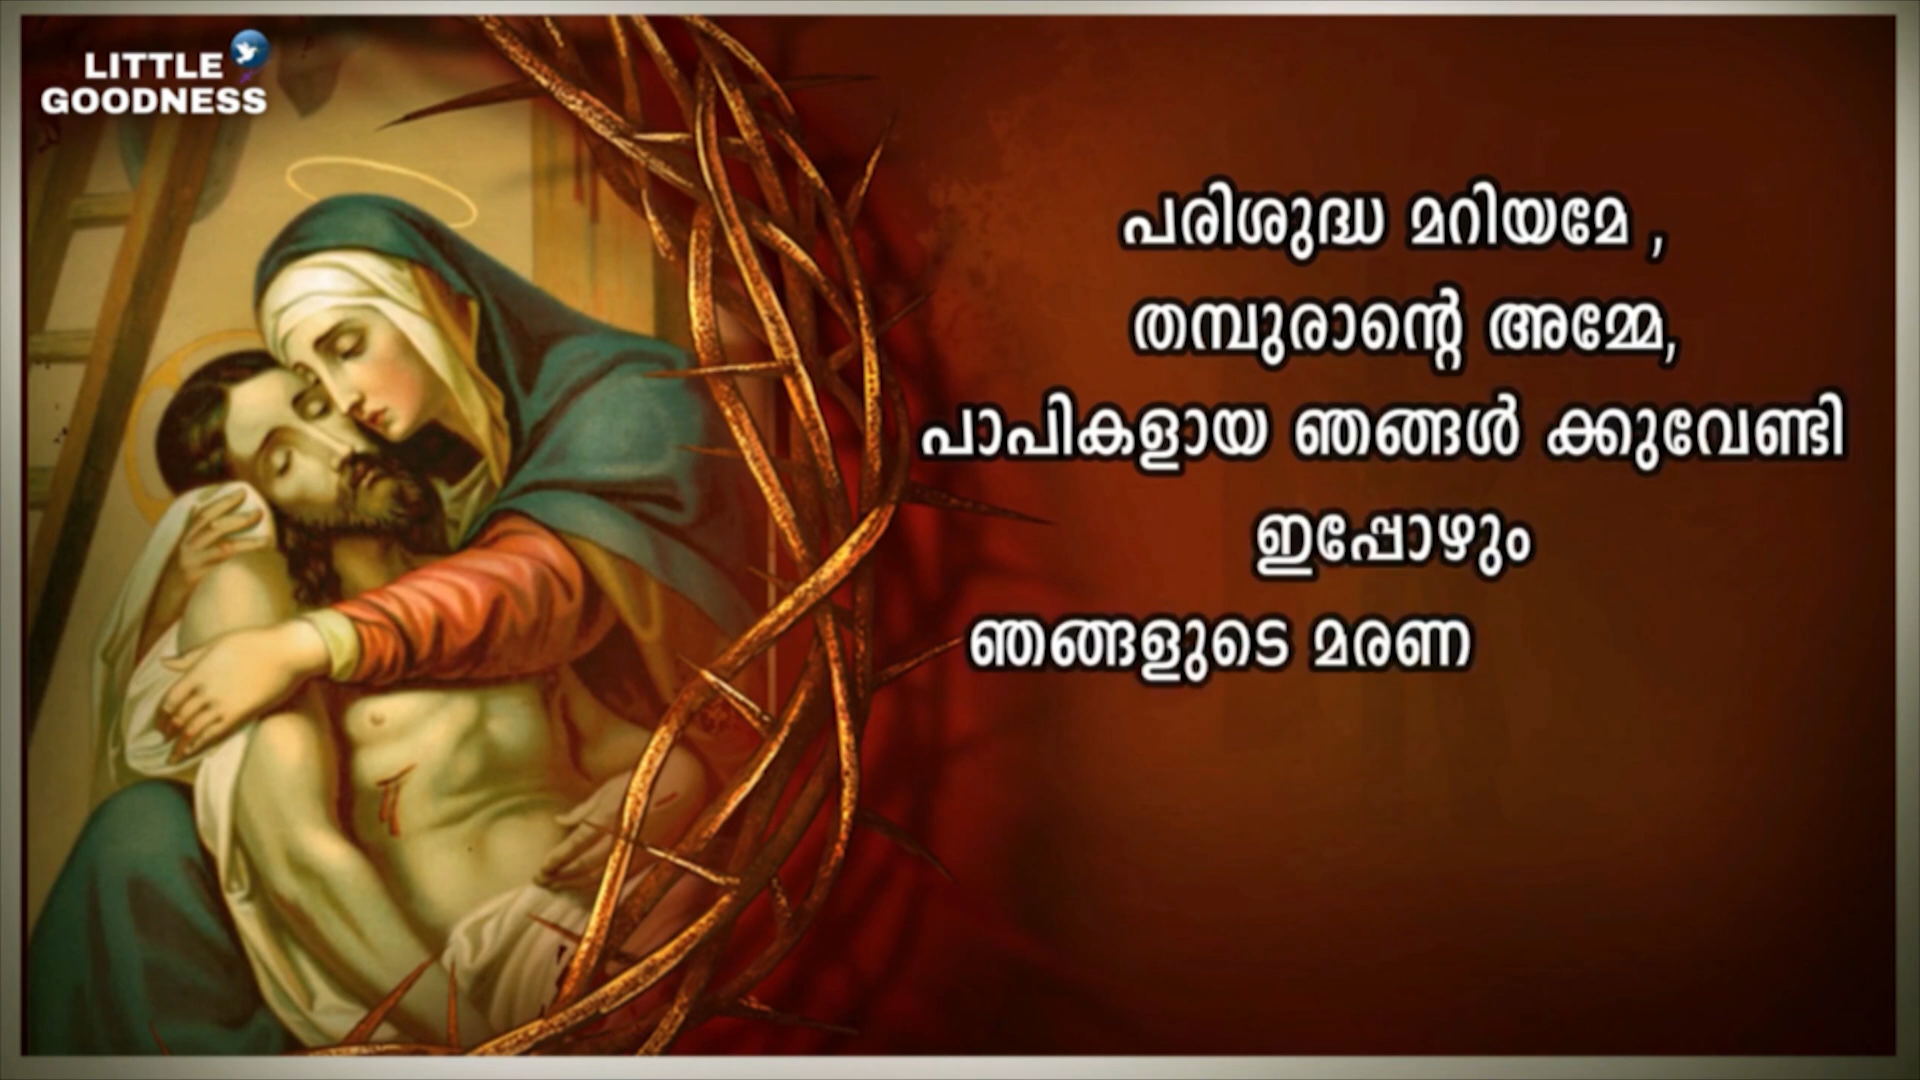 LITTLE
GOODNESS
പരിശുദ്ധ മറിയമേ ,
തമ്പുരാന്റെ അമ്മേ,
പാപികളായ ഞങ്ങൾ ക്കുവേണ്ടി
ഇപ്പോഴും
ഞങ്ങളുടെ മരണ